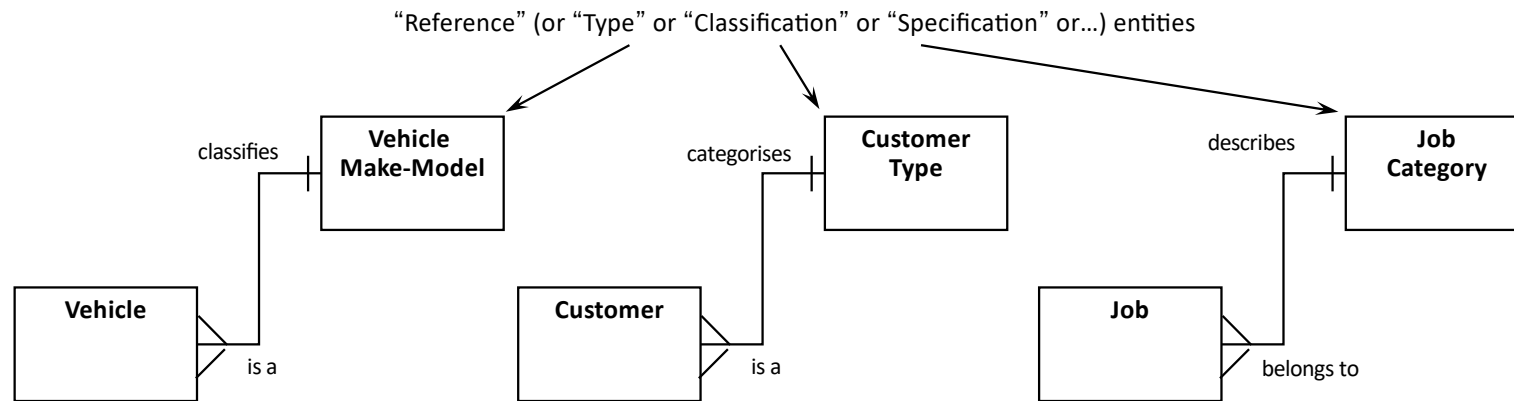 “Reference” (or “Type” or “Classification” or “Specification” or…) entities
classifies
Vehicle
Make-Model
categorises
Customer
Type
describes
Job
Category
Vehicle
is a
Customer
is a
Job
belongs to